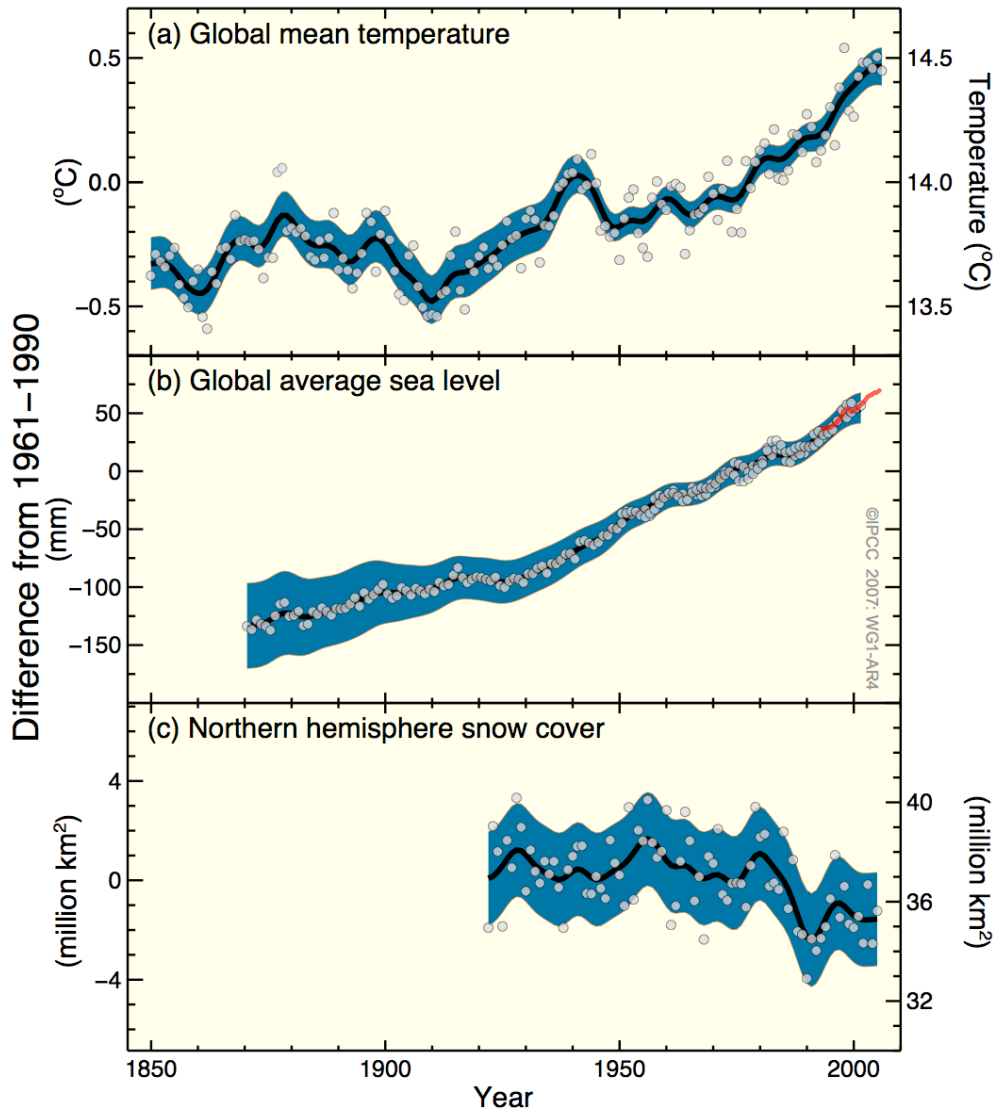 (a) Global mean temperature
0.5
0.0
−0.5
(°C)
14.5
14.0
13.5
Temperature (°C)
Difference from 1961–1990
(b) Global average sea level
50
0
−50
−100
−150
(mm)
©IPCC 2007: WG1-AR4
(c) Northern hemisphere snow cover
4
0
−4
(million km²)
40
36
32
(million km²)
1850
1900
1950
2000
Year